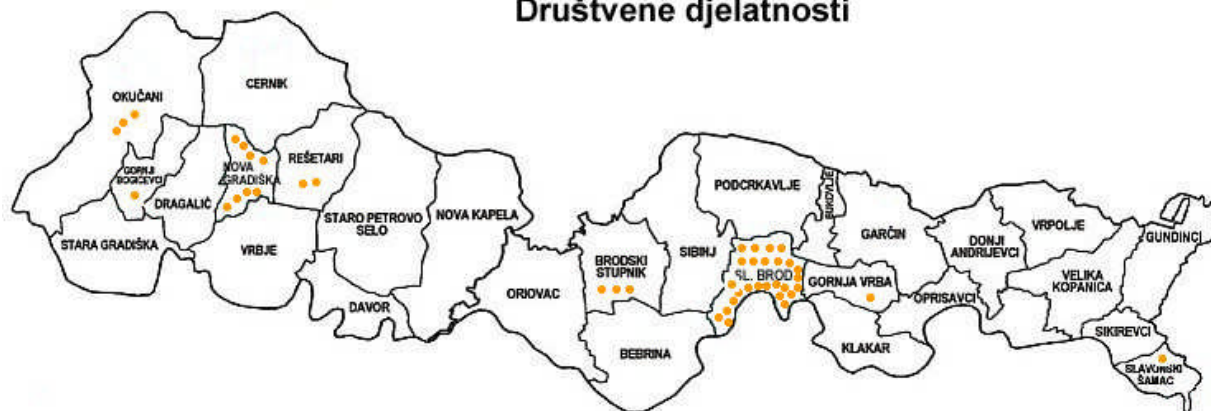 Društvene djelatnosti
CERNIK
OKUČANI
REŠETARI
GORNJI
BOGIĆEVCI
NOVA
GRADIŠKA
DRAGALIĆ
STARA GRADIŠKA
VRBJE
STARO PETROVO
SELO
NOVA KAPELA
DAVOR
ORIOVAC
BRODSKI
STUPNIK
BEBRINA
SIBINJ
PODCRKAVLJE
BUKOVLJE
SL. BROD
GARČIN
GORNJA VRBA
KLAKAR
OPRISAVCI
DONJI
ANDRIJEVCI
VRPOLJE
VELIKA
KOPANICA
GUNDINCI
SIKIREVCI
SLAVONSKI
ŠAMAC